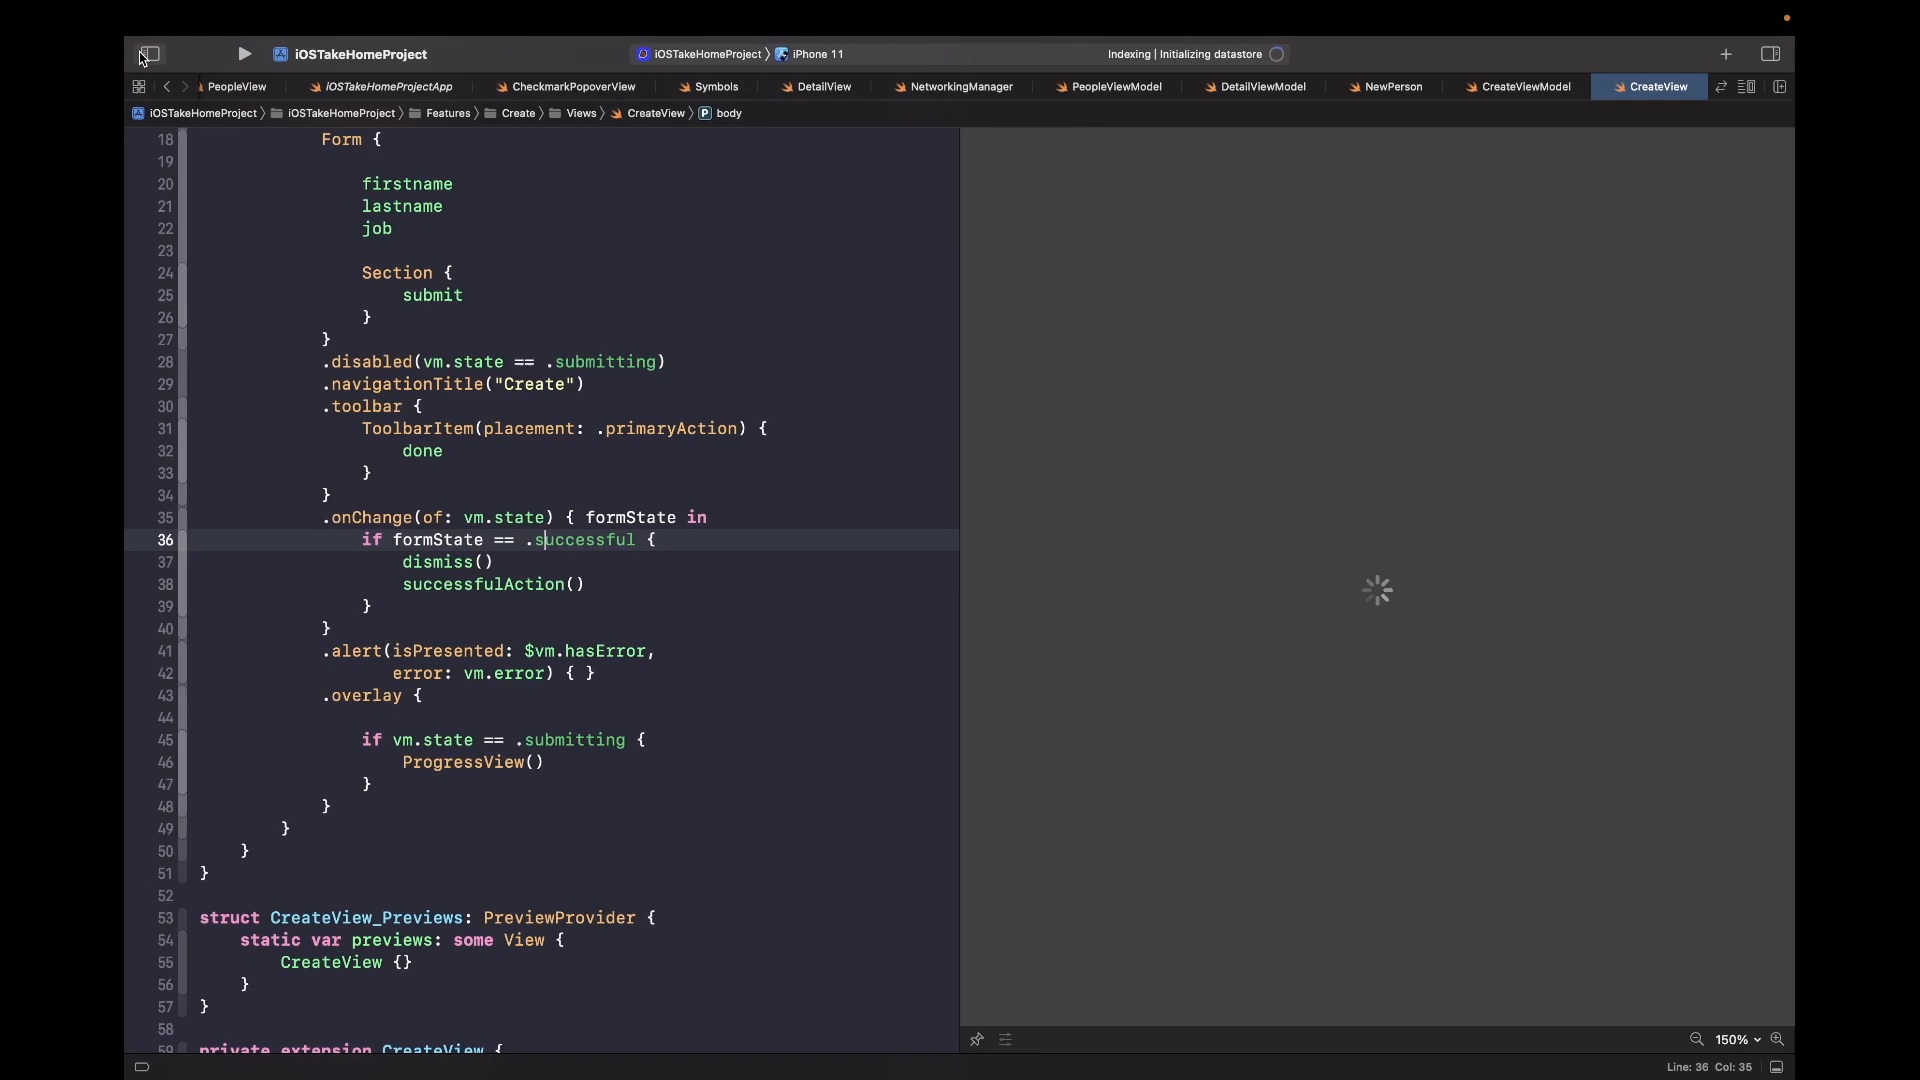 iOSTakeHomeProject
iOSTakeHomeProject 〉 iPhone 11
Indexing | Initializing datastore
PeopleView
iOSTakeHomeProjectApp
CheckmarkPopoverView
Symbols
DetailView
NetworkingManager
PeopleViewModel
DetailViewModel
NewPerson
CreateViewModel
CreateView
iOSTakeHomeProject 〉 iOSTakeHomeProject 〉 Features 〉 Create 〉 Views 〉 CreateView 〉 P body
18 Form {
19
20 firstname
21 lastname
22 job
23
24 Section {
25 submit
26 }
27 }
28 .disabled(vm.state == .submitting)
29 .navigationTitle("Create")
30 .toolbar {
31 ToolbarItem(placement: .primaryAction) {
32 done
33 }
34 }
35 .onChange(of: vm.state) { formState in
36 if formState == .successful {
37 dismiss()
38 successfulAction()
39 }
40 }
41 .alert(isPresented: $vm.hasError,
42 error: vm.error) { }
43 .overlay {
44
45 if vm.state == .submitting {
46 ProgressView()
47 }
48 }
49 }
50 }
51 }
52
53 struct CreateView_Previews: PreviewProvider {
54 static var previews: some View {
55 CreateView {}
56 }
57 }
58
59 private extension CreateView {
150%
Line: 36 Col: 35